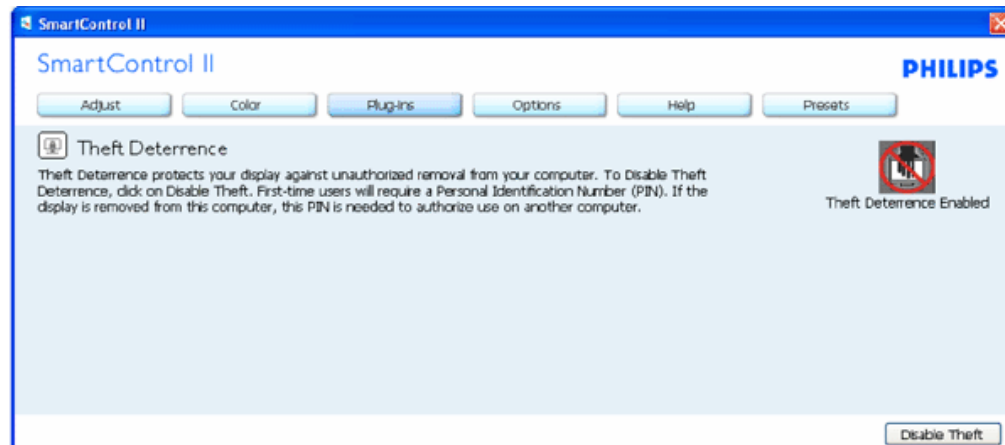 SmartControl II
SmartControl II
PHILIPS
Adjust Color Plug-Ins Options Help Presets
Theft Deterrence
Theft Deterrence protects your display against unauthorized removal from your computer. To Disable Theft
Deterrence, click on Disable Theft. First-time users will require a Personal Identification Number (PIN). If the
display is removed from this computer, this PIN is needed to authorize use on another computer.
Theft Deterrence Enabled
Disable Theft